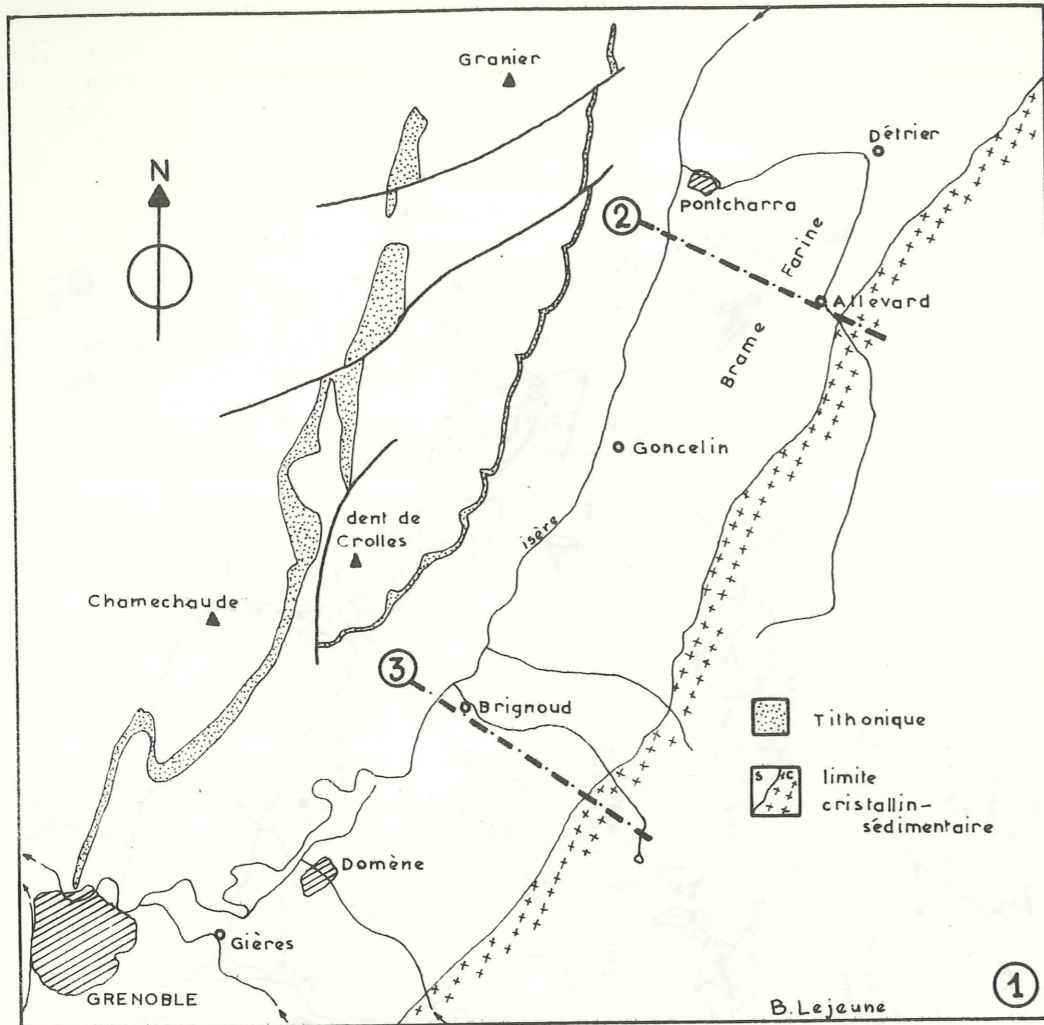 Granier
N
Détrier
Pontcharra
②
Farine
Allevard
Brame
Goncelin
dent de
Crolles
isère
Chamechaude
③
Brignoud
Tithonique
S C
limite
cristallin-
sédimentaire
Domène
Gières
GRENOBLE
B. Lejeune
①